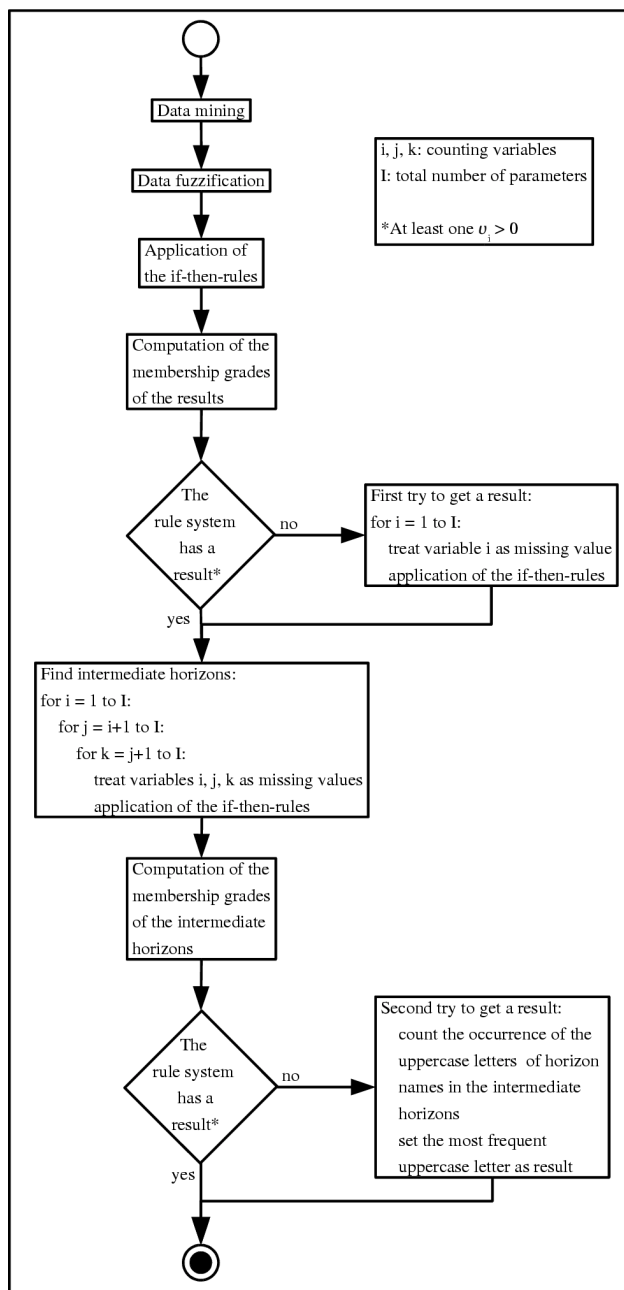 Data mining
Data fuzzification
i, j, k: counting variables
I: total number of parameters
*At least one υi > 0
Application of
the if-then-rules
Computation of the
membership grades
of the results
The
rule system
has a
result*
no
First try to get a result:
for i = 1 to I:
treat variable i as missing value
application of the if-then-rules
yes
Find intermediate horizons:
for i = 1 to I:
for j = i+1 to I:
for k = j+1 to I:
treat variables i, j, k as missing values
application of the if-then-rules
Computation of the
membership grades
of the intermediate
horizons
The
rule system
has a
result*
no
Second try to get a result:
count the occurrence of the
uppercase letters of horizon
names in the intermediate
horizons
set the most frequent
uppercase letter as result
yes